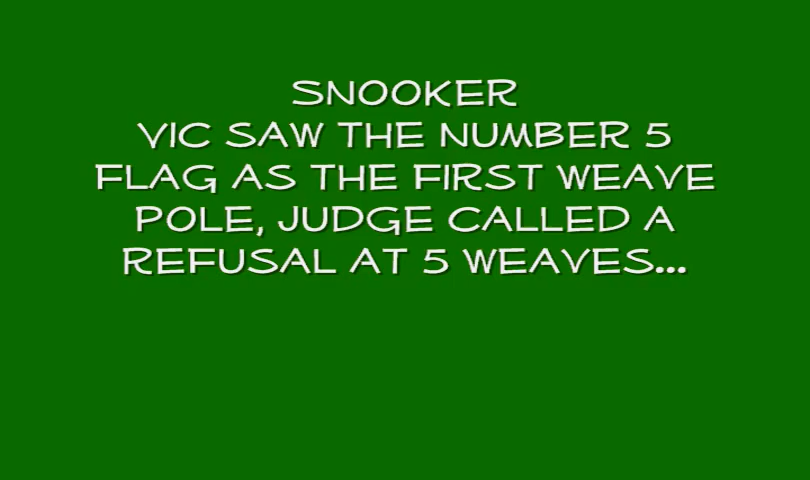 SNOOKER
VIC SAW THE NUMBER 5
FLAG AS THE FIRST WEAVE
POLE, JUDGE CALLED A
REFUSAL AT 5 WEAVES...